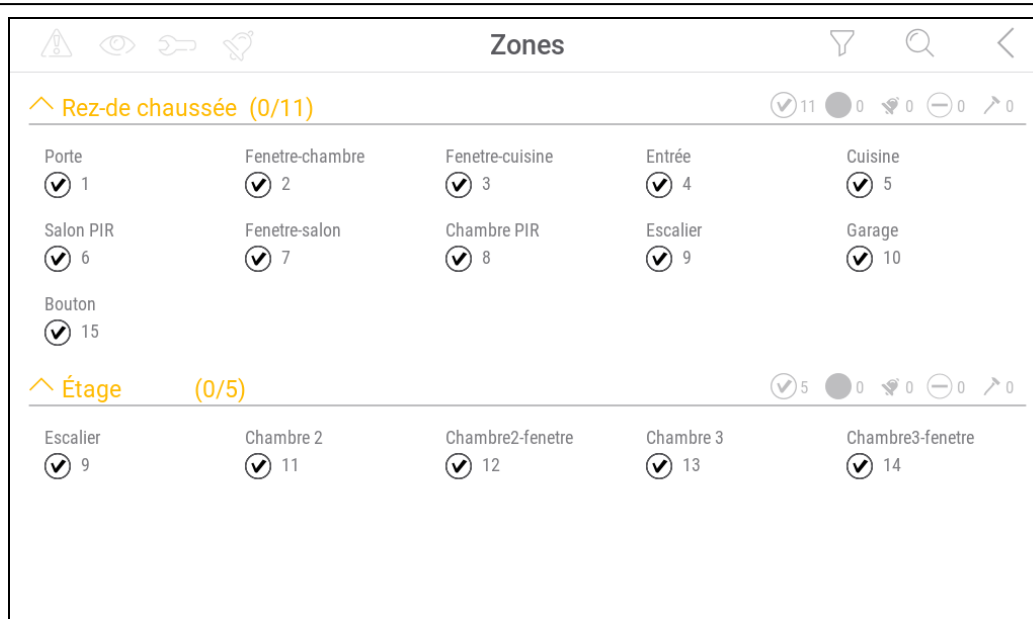 Zones
Rez-de chaussée (0/11) 11 0 0 0 0
Porte Fenetre-chambre Fenetre-cuisine Entrée Cuisine
1 2 3 4 5
Salon PIR Fenetre-salon Chambre PIR Escalier Garage
6 7 8 9 10
Bouton
15
Étage (0/5) 5 0 0 0 0
Escalier Chambre 2 Chambre2-fenetre Chambre 3 Chambre3-fenetre
9 11 12 13 14